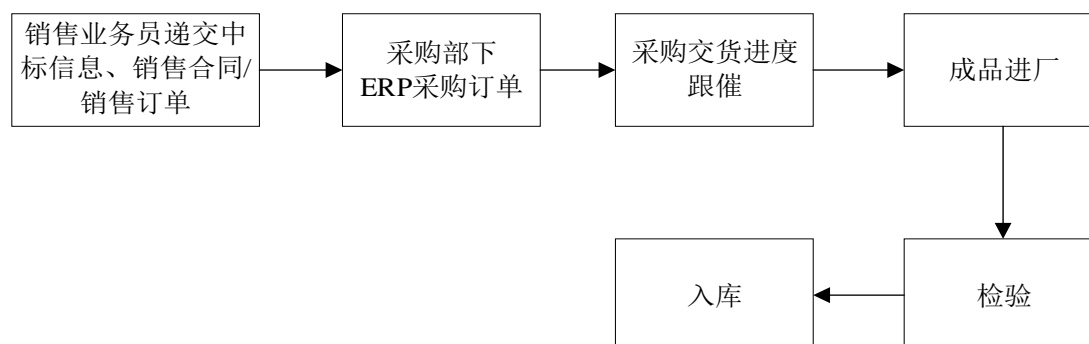 销售业务员递交中
标信息、销售合同/
销售订单
采购部下
ERP采购订单
采购交货进度
跟催
成品进厂
检验
入库